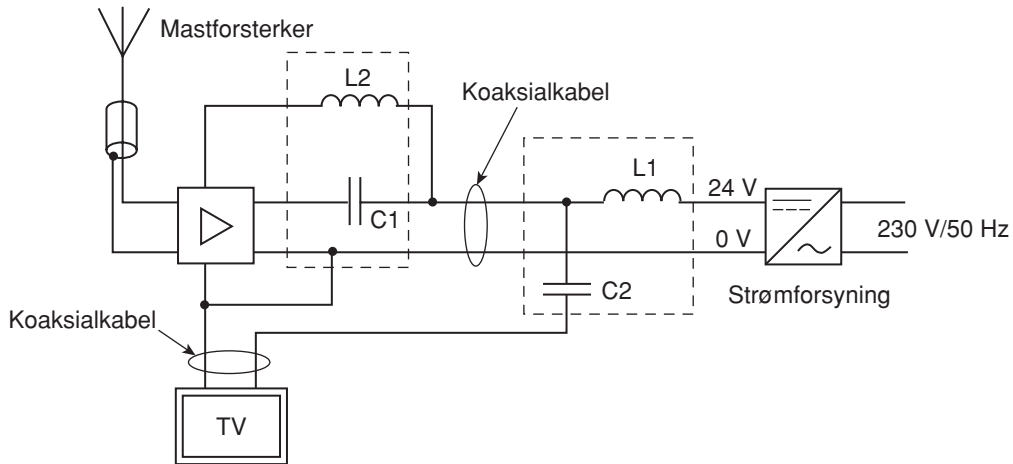 Mastforsterker
L2
Koaksialkabel
L1
24 V
C1
0 V
230 V/50 Hz
C2
Strømforsyning
Koaksialkabel
TV